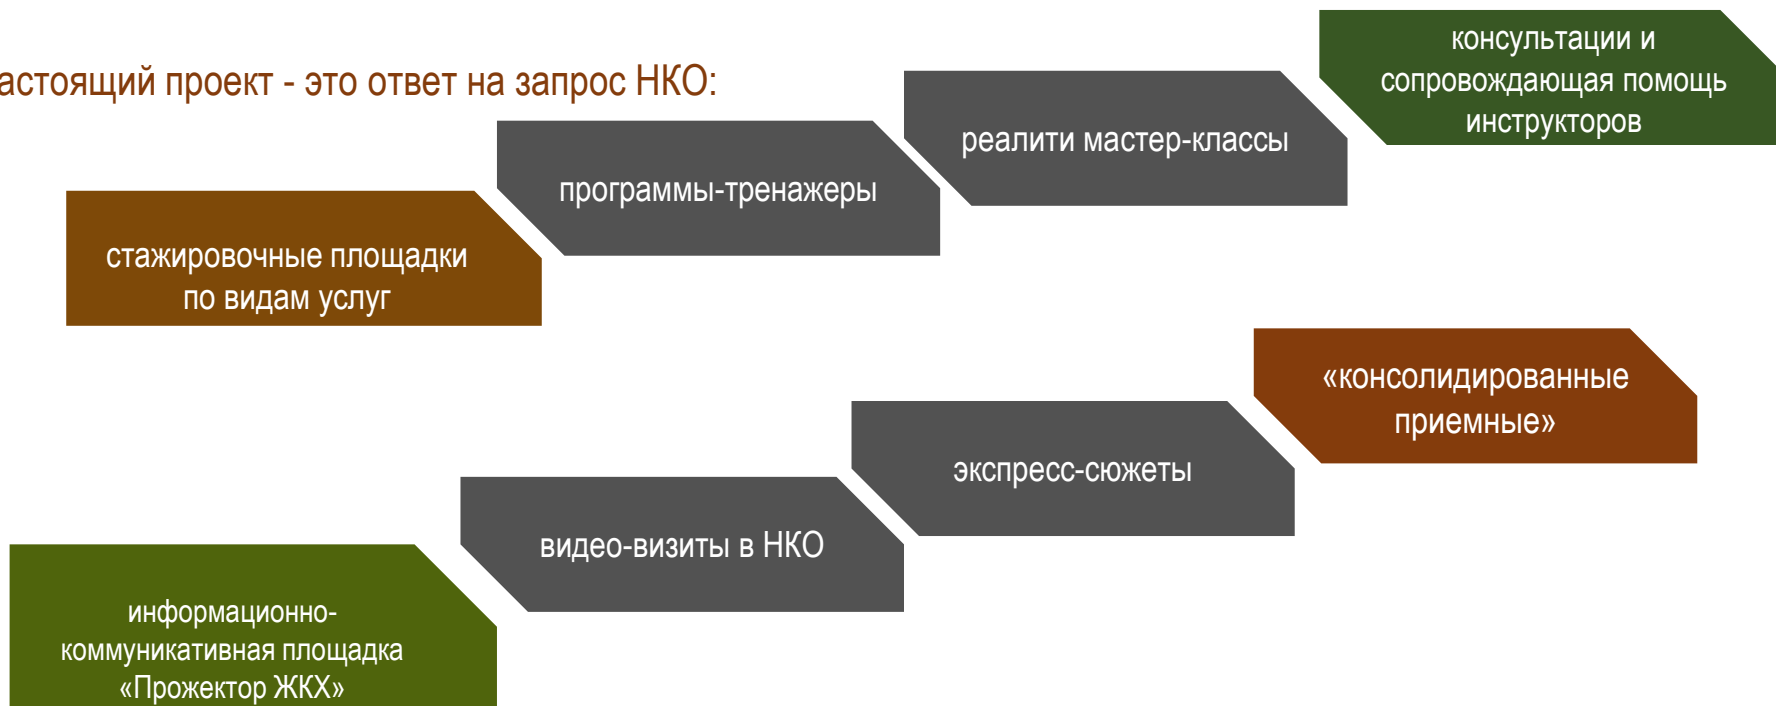 астоящий проект - это ответ на запрос НКО:
стажировочные площадки
по видам услуг
программы-тренажеры
реалити мастер-классы
консультации и
сопровождающая помощь
инструкторов
информационно-
коммуникативная площадка
«Прожектор ЖКХ»
видео-визиты в НКО
экспресс-сюжеты
«консолидированные
приемные»